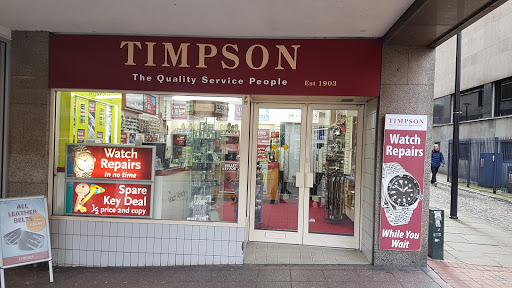 TIMPSON
The Quality Service People Est 1903
Watch
Repairs
In no time
Spare
Key Deal
½ price 2nd copy
ALL
LEATHER
BELTS
TIMPSON
Watch
Repairs
While You
Wait